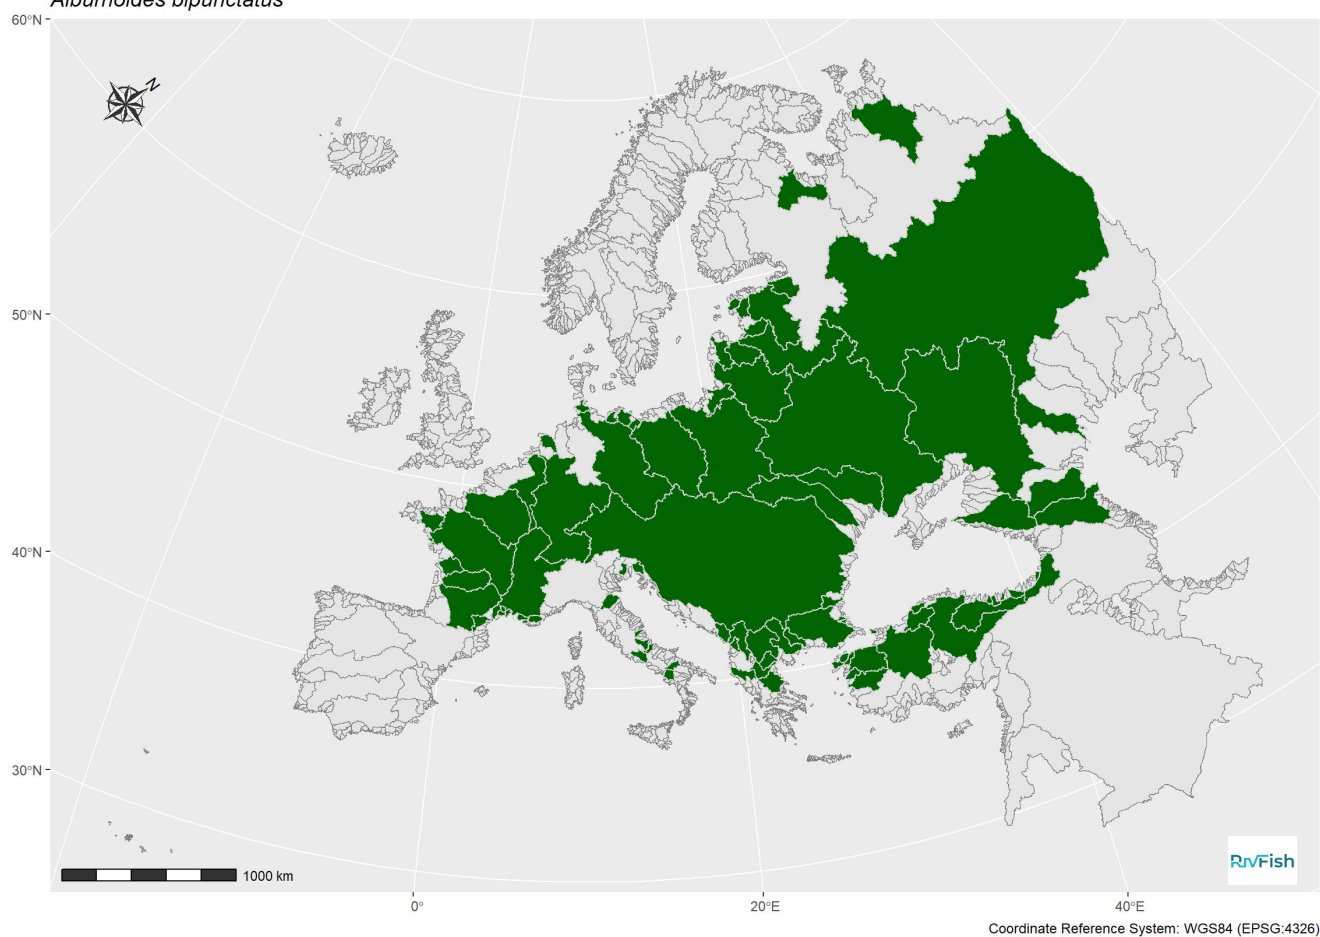 Alburnoides bipunctatus
60°N
N
50°N
40°N
30°N
1000 km
RivFish
0°
20°E
40°E
Coordinate Reference System: WGS84 (EPSG:4326)